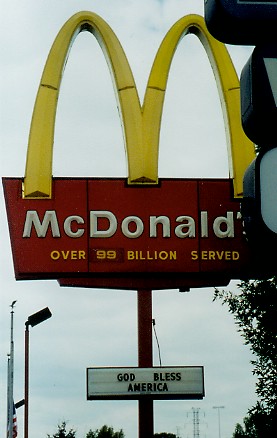 McDonald's
OVER 99 BILLION SERVED
GOD BLESS
AMERICA